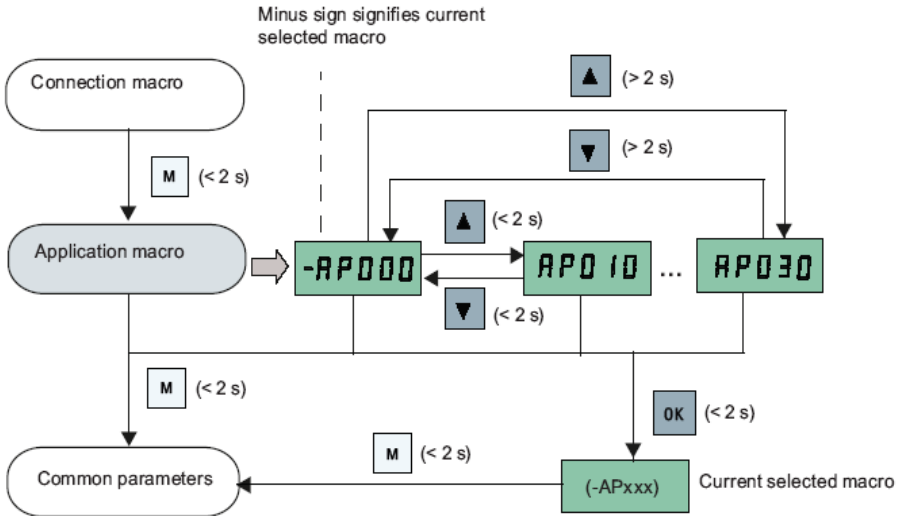 Minus sign signifies current
selected macro
Connection macro
▲ (> 2 s)
▼ (> 2 s)
M (< 2 s)
▲ (< 2 s)
Application macro
-AP000
AP010 ... AP030
▼ (< 2 s)
M (< 2 s)
OK (< 2 s)
M (< 2 s)
Common parameters
(-APxxx)
Current selected macro